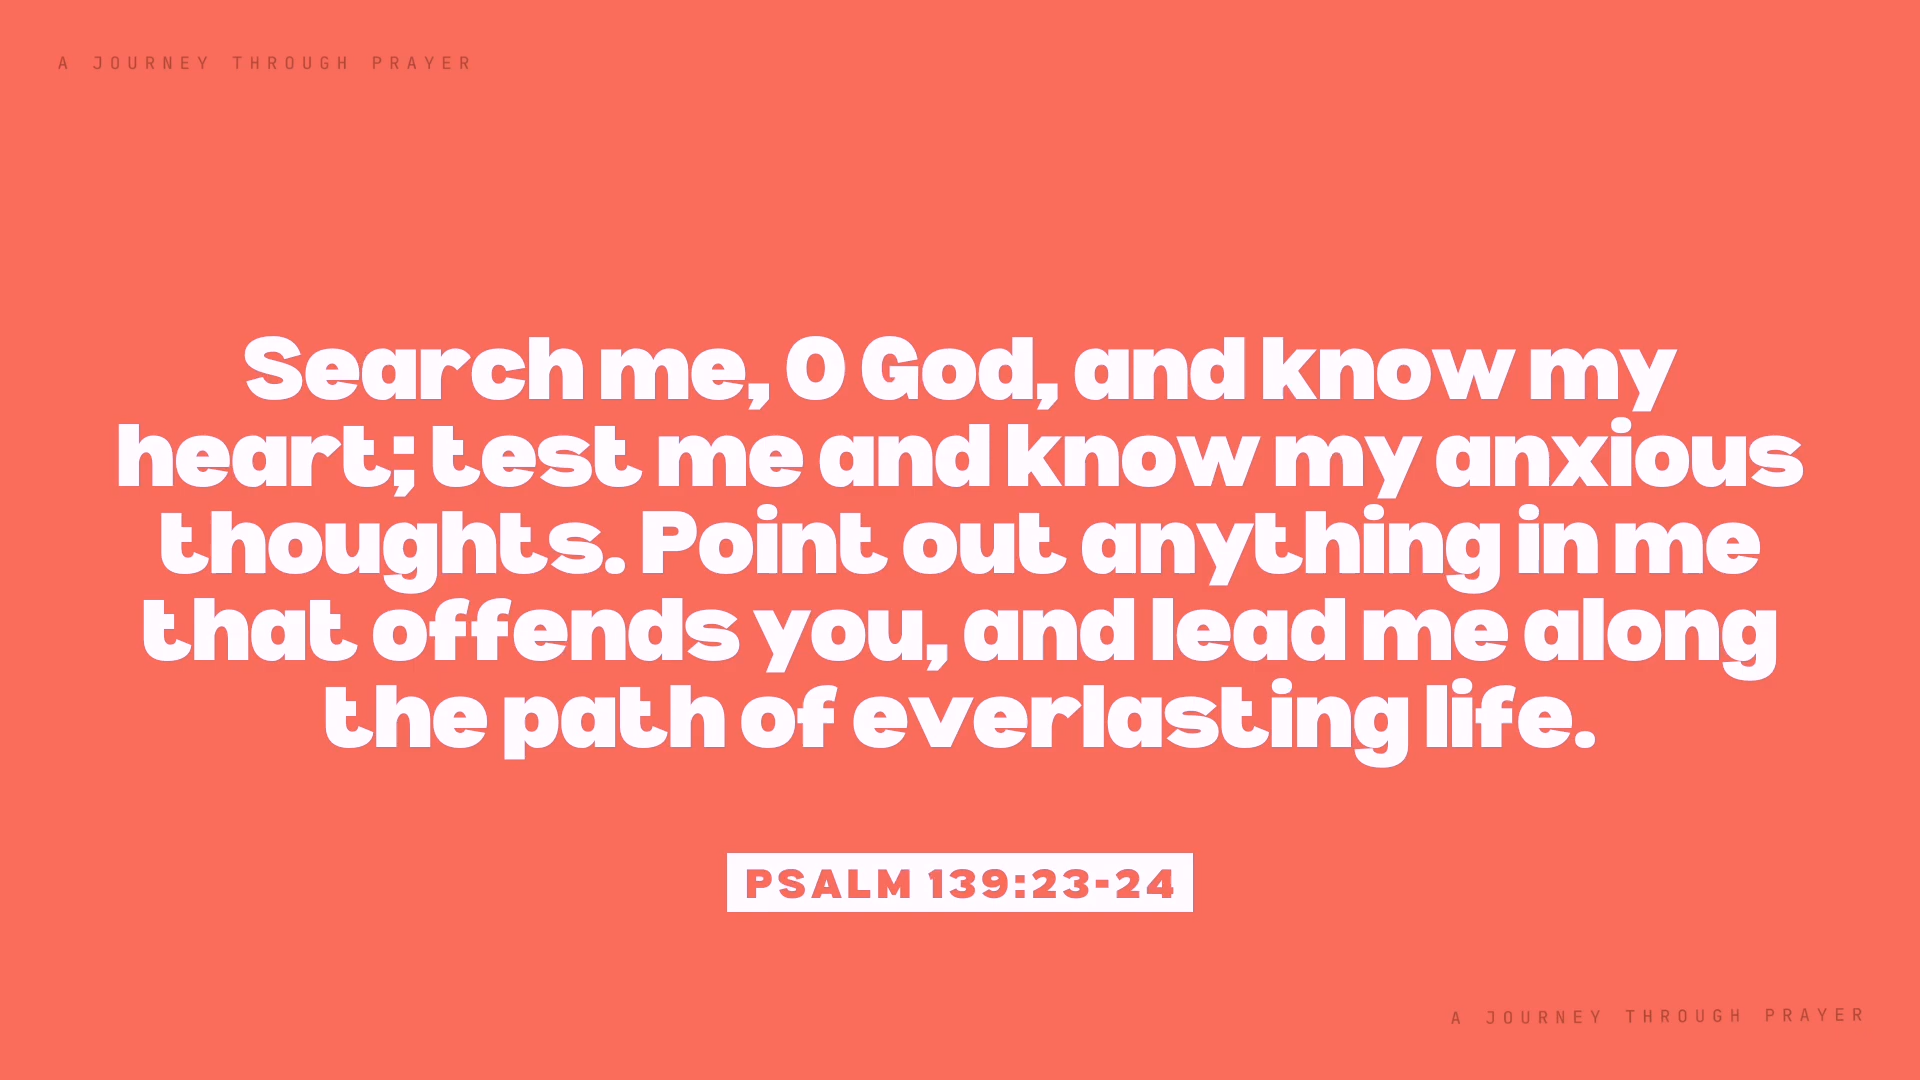 A JOURNEY THROUGH PRAYER
Search me, O God, and know my
heart; test me and know my anxious
thoughts. Point out anything in me
that offends you, and lead me along
the path of everlasting life.
PSALM 139:23-24
A JOURNEY THROUGH PRAYER